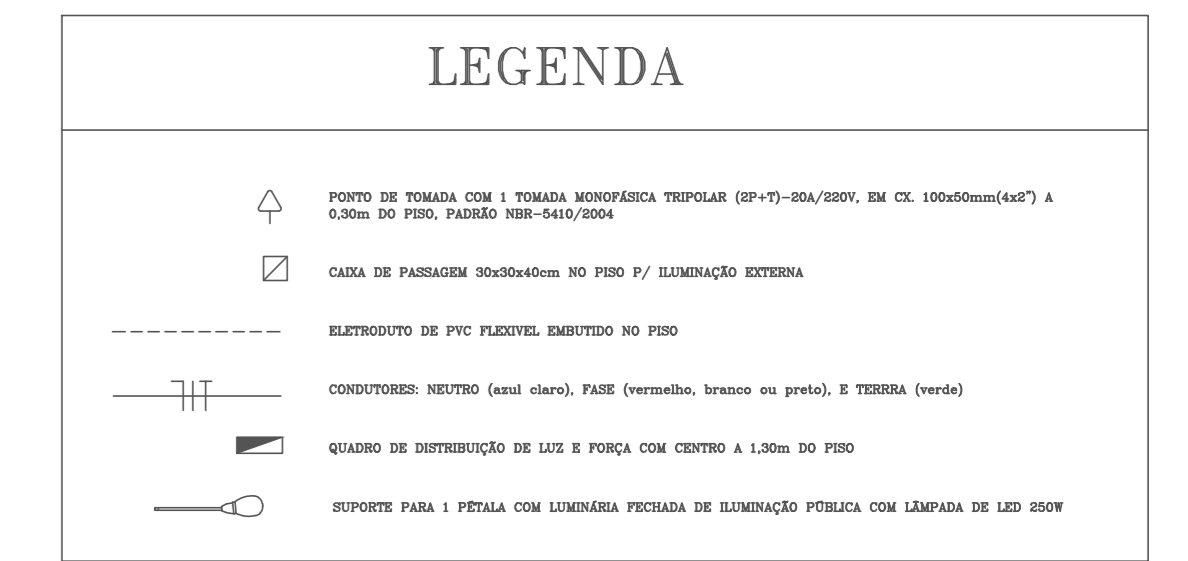 LEGENDA
PONTO DE TOMADA COM 1 TOMADA MONOFÁSICA TRIPOLAR (2P+T)-20A/220V, EM CX. 100x50mm(4x2") A
0,30m DO PISO, PADRÃO NBR-5410/2004
CAIXA DE PASSAGEM 30x30x40cm NO PISO P/ ILUMINAÇÃO EXTERNA
ELETRODUTO DE PVC FLEXIVEL EMBUTIDO NO PISO
CONDUTORES: NEUTRO (azul claro), FASE (vermelho, branco ou preto), E TERRRA (verde)
QUADRO DE DISTRIBUIÇÃO DE LUZ E FORÇA COM CENTRO A 1,30m DO PISO
SUPORTE PARA 1 PÉTALA COM LUMINÁRIA FECHADA DE ILUMINAÇÃO PÚBLICA COM LÂMPADA DE LED 250W